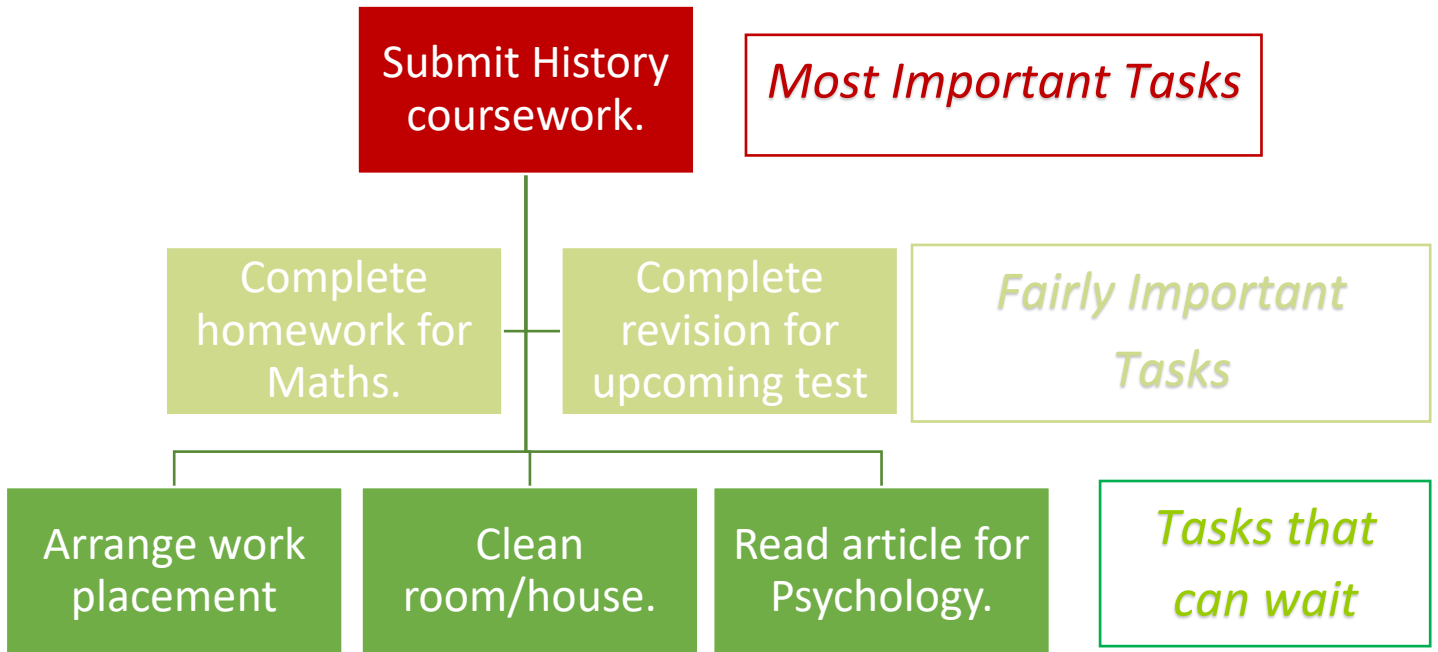 Submit History
coursework.
Most Important Tasks
Complete
homework for
Maths.
Complete
revision for
upcoming test
Fairly Important
Tasks
Arrange work
placement
Clean
room/house.
Read article for
Psychology.
Tasks that
can wait